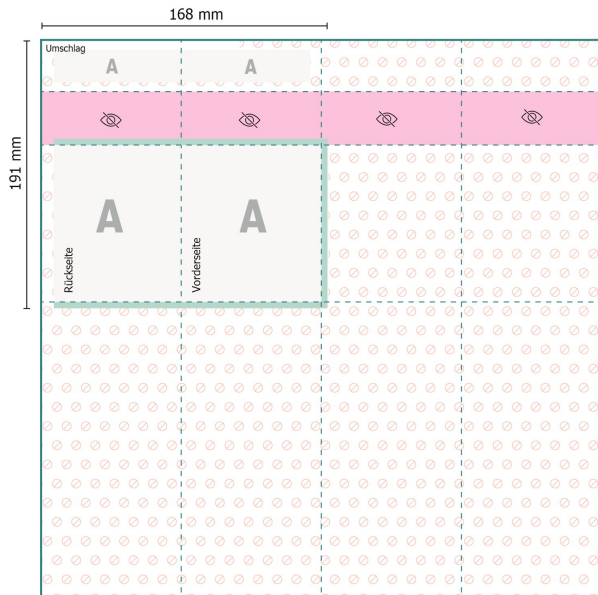 168 mm
Umschlag
A A
191 mm
A A
Rückseite
Vorderseite